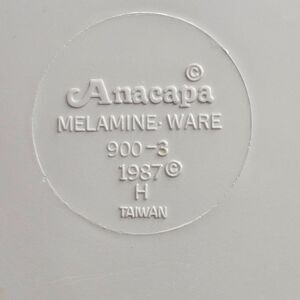 Anacapa ©
MELAMINE·WARE
900-3
1987©
H
TAIWAN